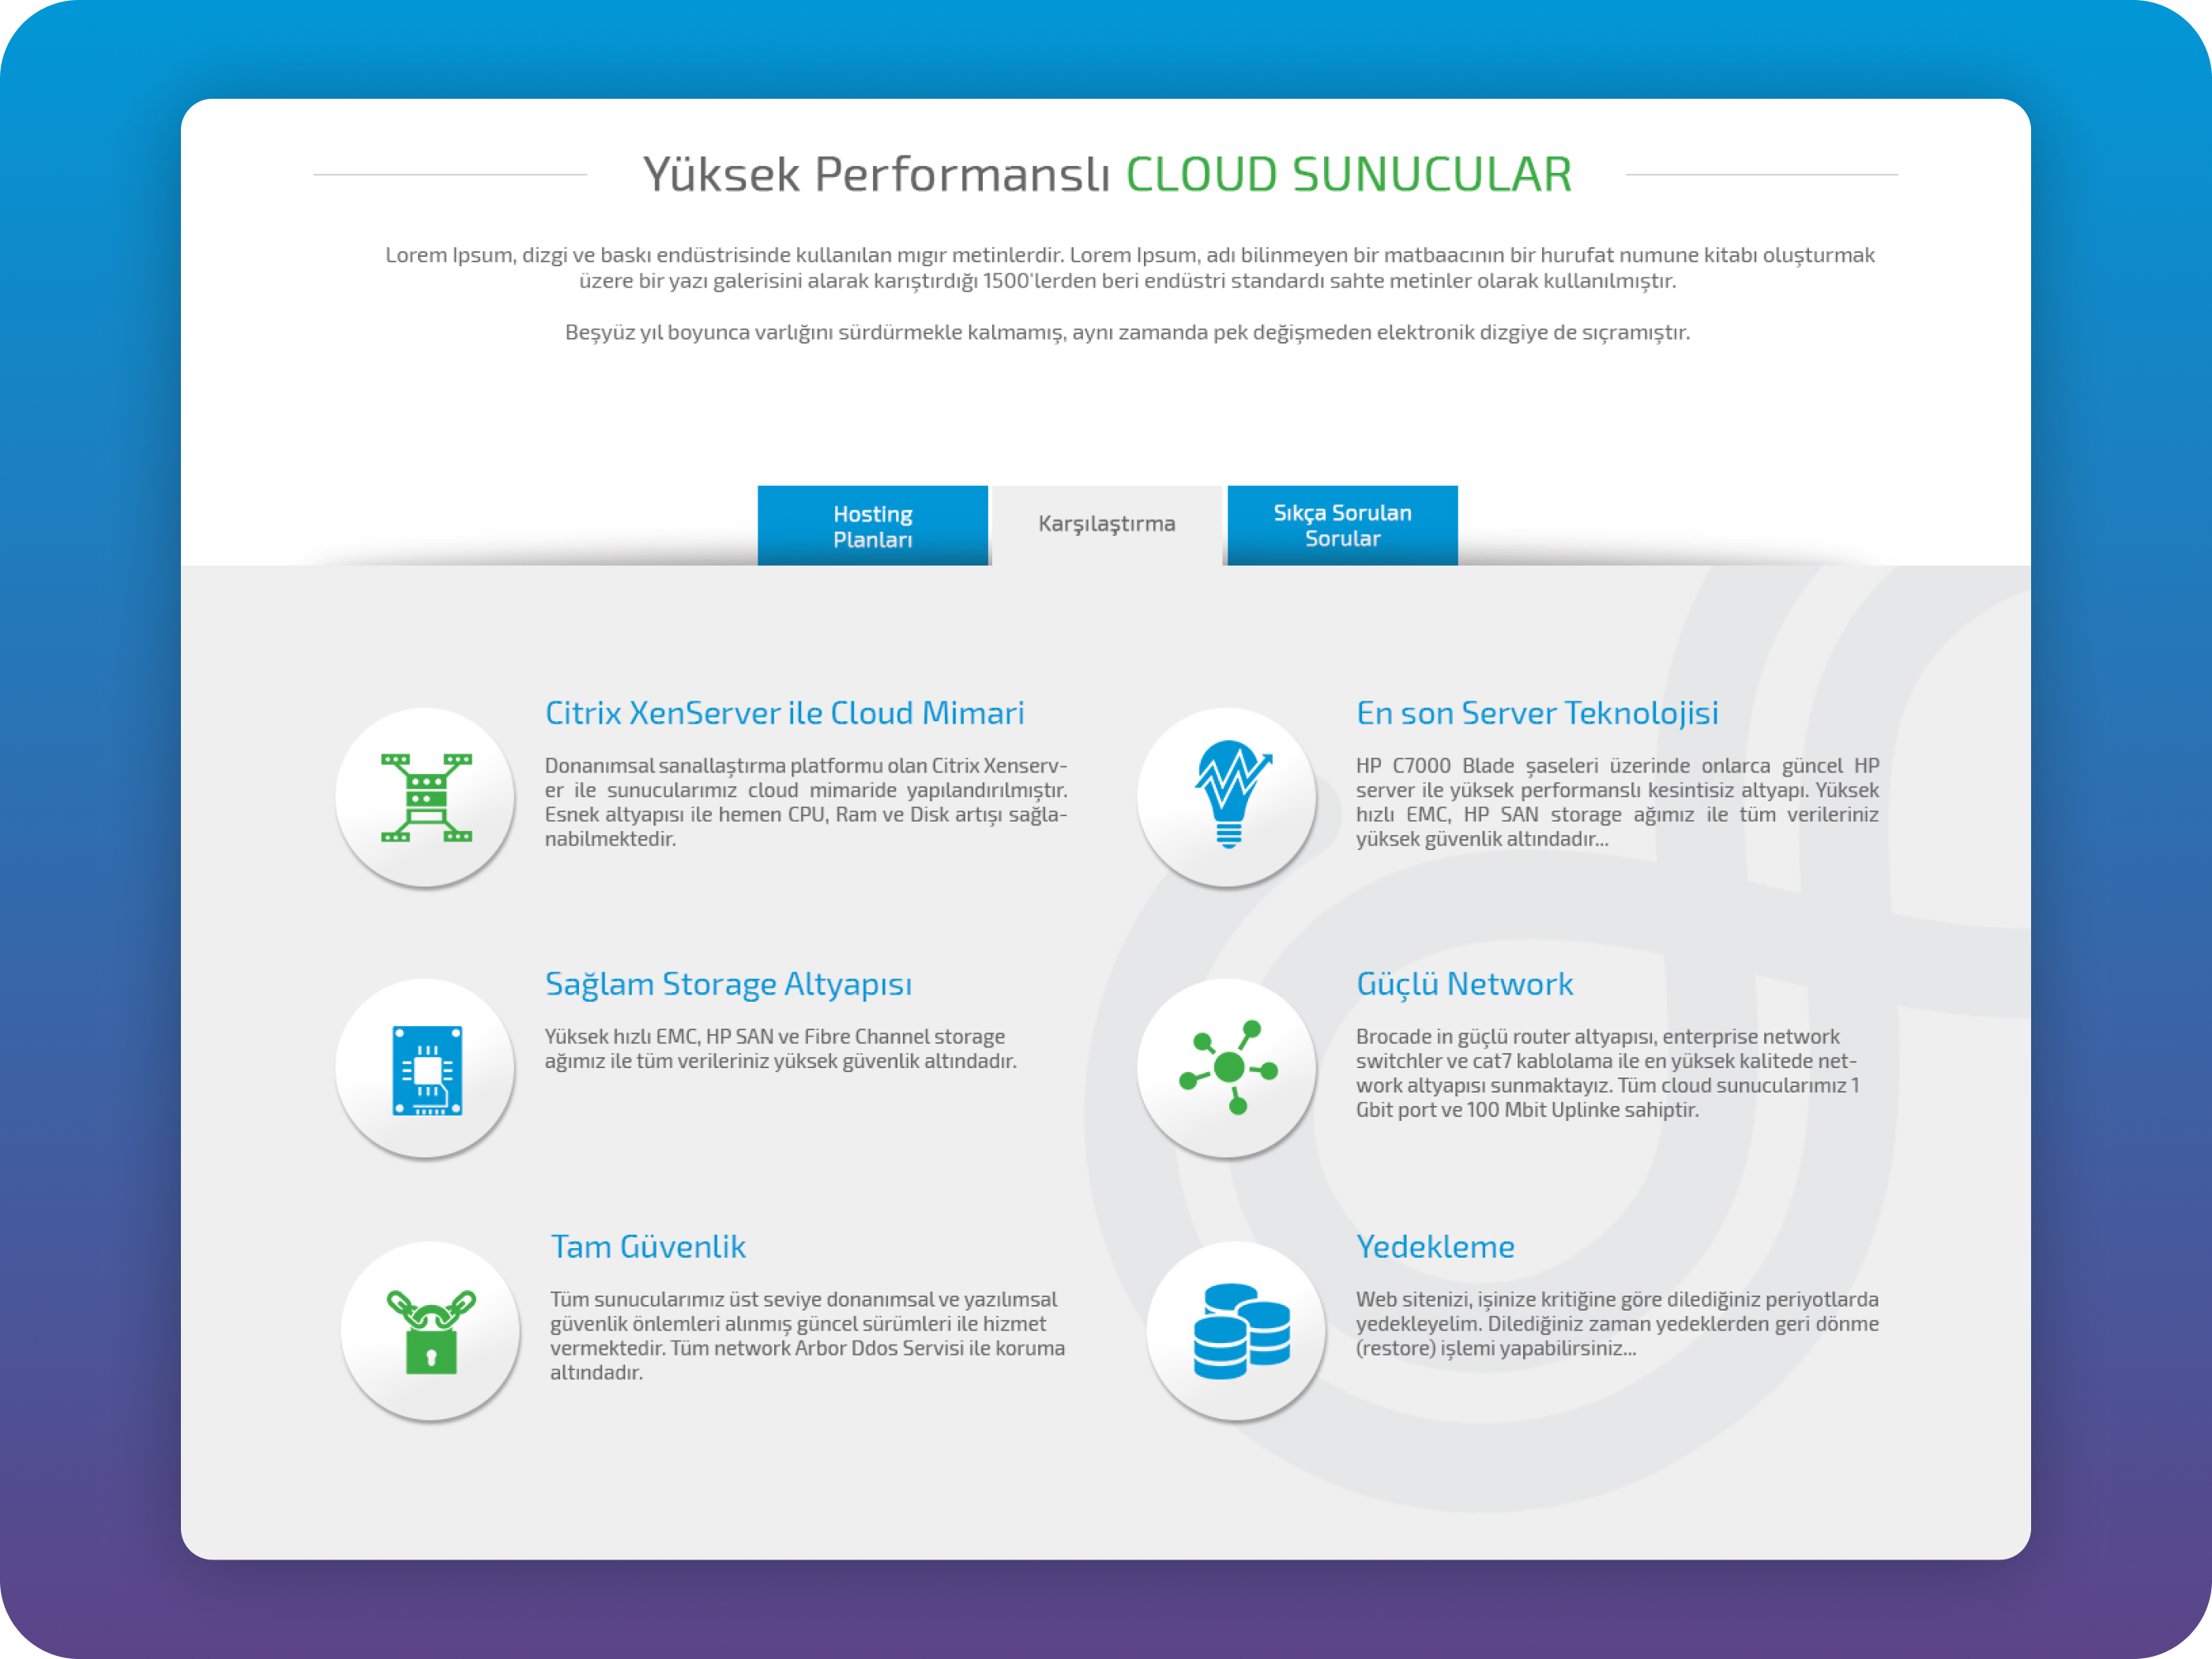 Yüksek Performanslı CLOUD SUNUCULAR
Lorem Ipsum, dizgi ve baskı endüstrisinde kullanılan mıgır metinlerdir. Lorem Ipsum, adı bilinmeyen bir matbaacının bir hurufat numune kitabı oluşturmak
üzere bir yazı galerisini alarak karıştırdığı 1500'lerden beri endüstri standardı sahte metinler olarak kullanılmıştır.
Beşyüz yıl boyunca varlığını sürdürmekle kalmamış, aynı zamanda pek değişmeden elektronik dizgiye de sıçramıştır.
Hosting
Planları
Karşılaştırma
Sıkça Sorulan
Sorular
Citrix XenServer ile Cloud Mimari
Donanımsal sanallaştırma platformu olan Citrix Xenserv-
er ile sunucularımız cloud mimaride yapılandırılmıştır.
Esnek altyapısı ile hemen CPU, Ram ve Disk artışı sağla-
nabilmektedir.
En son Server Teknolojisi
HP C7000 Blade şaseleri üzerinde onlarca güncel HP
server ile yüksek performanslı kesintisiz altyapı. Yüksek
hızlı EMC, HP SAN storage ağımız ile tüm verileriniz
yüksek güvenlik altındadır...
Sağlam Storage Altyapısı
Yüksek hızlı EMC, HP SAN ve Fibre Channel storage
ağımız ile tüm verileriniz yüksek güvenlik altındadır.
Güçlü Network
Brocade in güçlü router altyapısı, enterprise network
switchler ve cat7 kablolama ile en yüksek kalitede net-
work altyapısı sunmaktayız. Tüm cloud sunucularımız 1
Gbit port ve 100 Mbit Uplinke sahiptir.
Tam Güvenlik
Tüm sunucularımız üst seviye donanımsal ve yazılımsal
güvenlik önlemleri alınmış güncel sürümleri ile hizmet
vermektedir. Tüm network Arbor Ddos Servisi ile koruma
altındadır.
Yedekleme
Web sitenizi, işinize kritiğine göre dilediğiniz periyotlarda
yedekleyelim. Dilediğiniz zaman yedeklerden geri dönme
(restore) işlemi yapabilirsiniz...